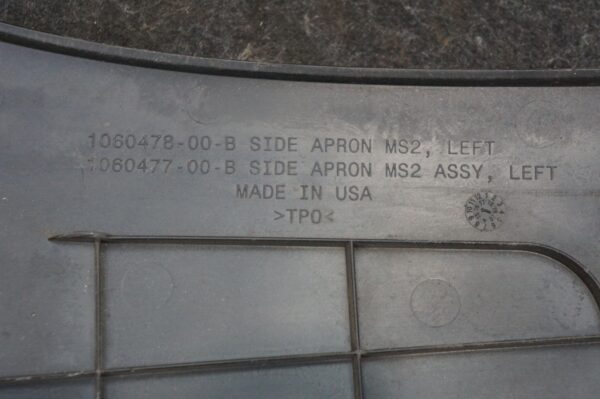 1060478-00-B SIDE APRON MS2, LEFT
1060477-00-B SIDE APRON MS2 ASSY, LEFT
MADE IN USA
>TPO<